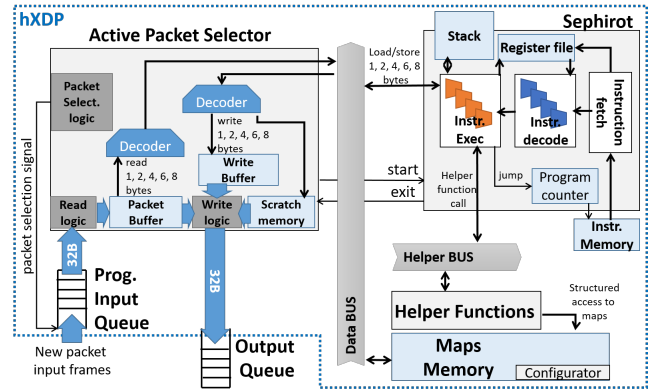 hXDP
Sephirot
Active Packet Selector
Packet
Select.
logic
Decoder
write
1, 2, 4, 6, 8
bytes
Decoder
read
1, 2, 4, 6, 8
bytes
Write
Buffer
Read
logic
Packet
Buffer
Write
logic
Scratch
memory
packet selection signal
32B
32B
Prog.
Input
Queue
New packet
input frames
Output
Queue
Data BUS
Load/store
1, 2, 4, 6, 8
bytes
Stack
Register file
Instr.
Exec
Instr.
decode
Instruction
fetch
start
exit
Helper
function
call
jump
Program
counter
Instr.
Memory
Helper BUS
Helper Functions
Structured
access to
maps
Maps
Memory
Configurator